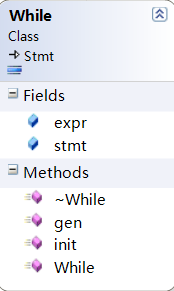 While
Class
Stmt
Fields
expr
stmt
Methods
~While
gen
init
While